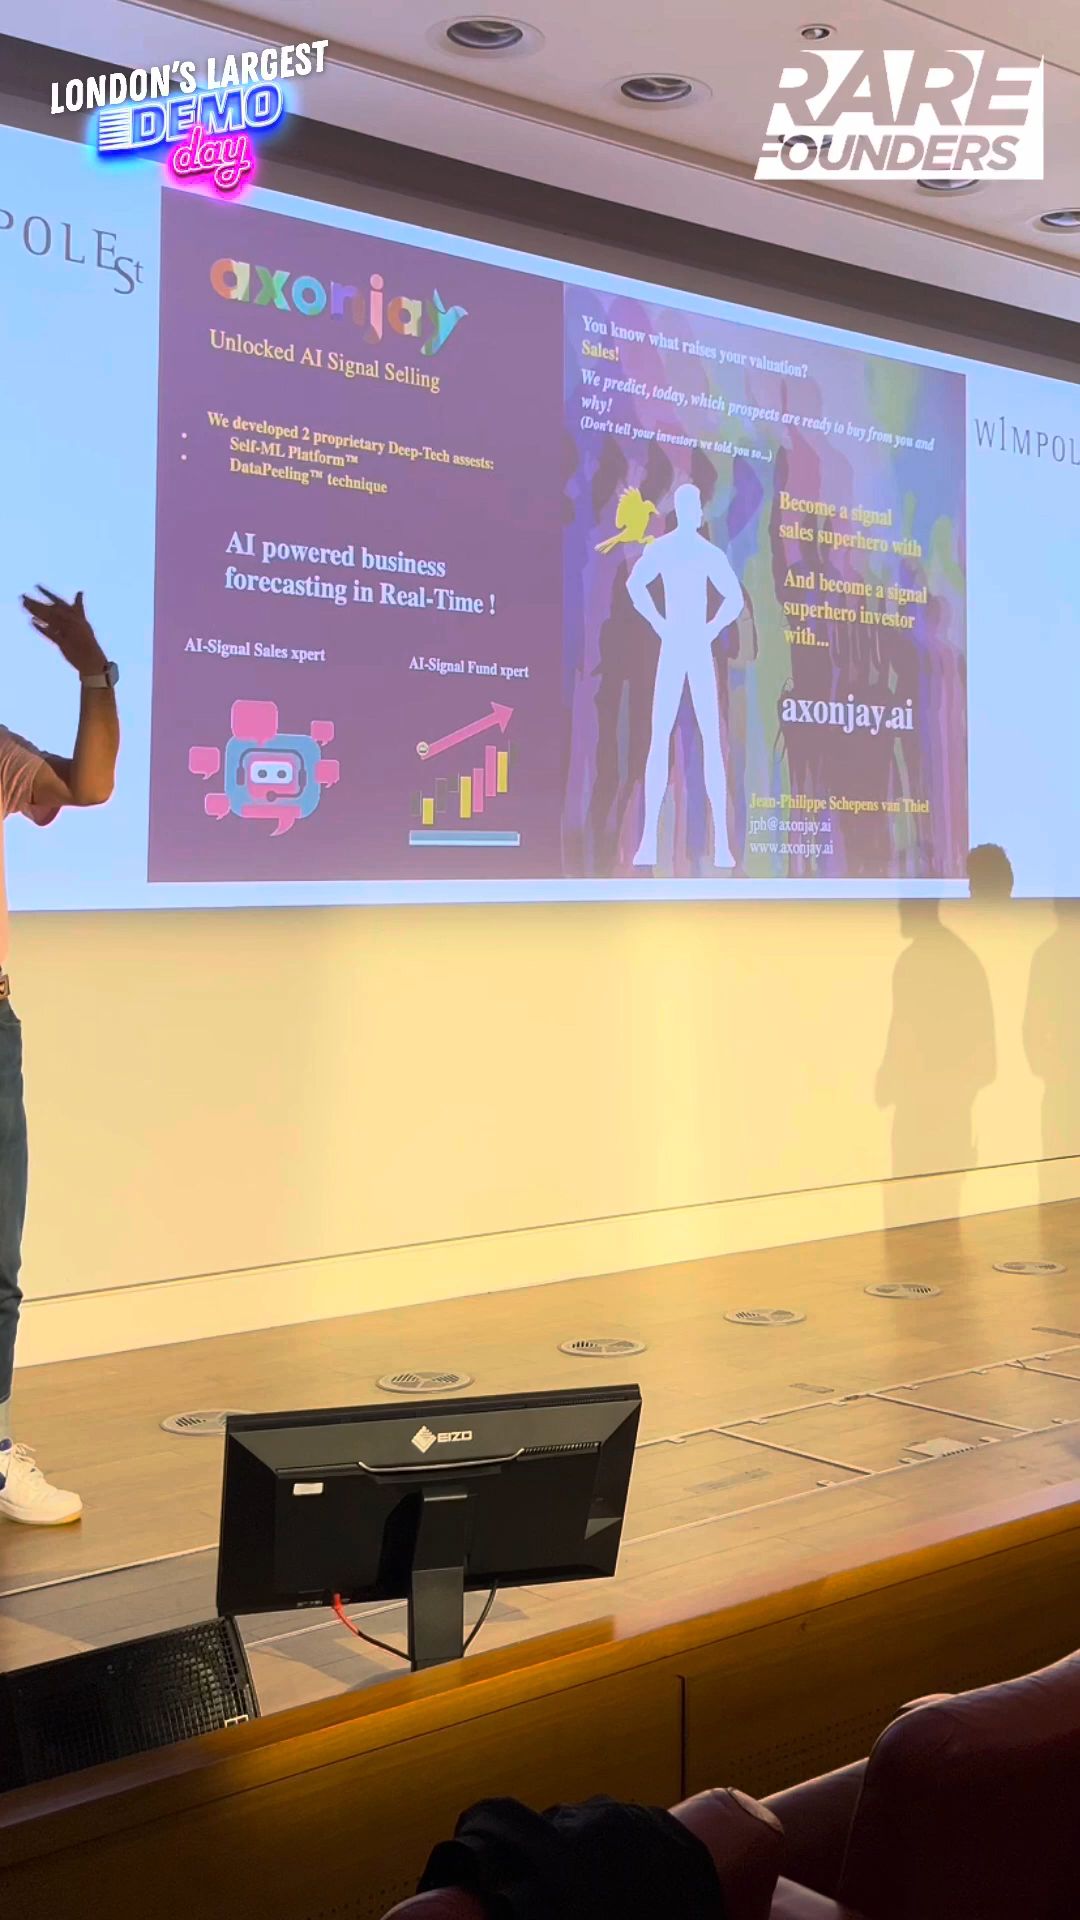 LONDON'S LARGEST
DEMO
day
RARE
FOUNDERS
POLESt
axonjay
Unlocked AI Signal Selling
We developed 2 proprietary Deep-Tech assests:
• Self-ML Platform™
• DataPeeling™ technique
AI powered business
forecasting in Real-Time !
AI-Signal Sales xpert
AI-Signal Fund xpert
You know what raises your valuation?
Sales!
We predict, today, which prospects are ready to buy from you and
why!
(Don't tell your investors we told you so...)
Become a signal
sales superhero with
And become a signal
superhero investor
with...
axonjay.ai
Jean-Philippe Schepens van Thiel
jph@axonjay.ai
www.axonjay.ai
W1MPOL
EIZO